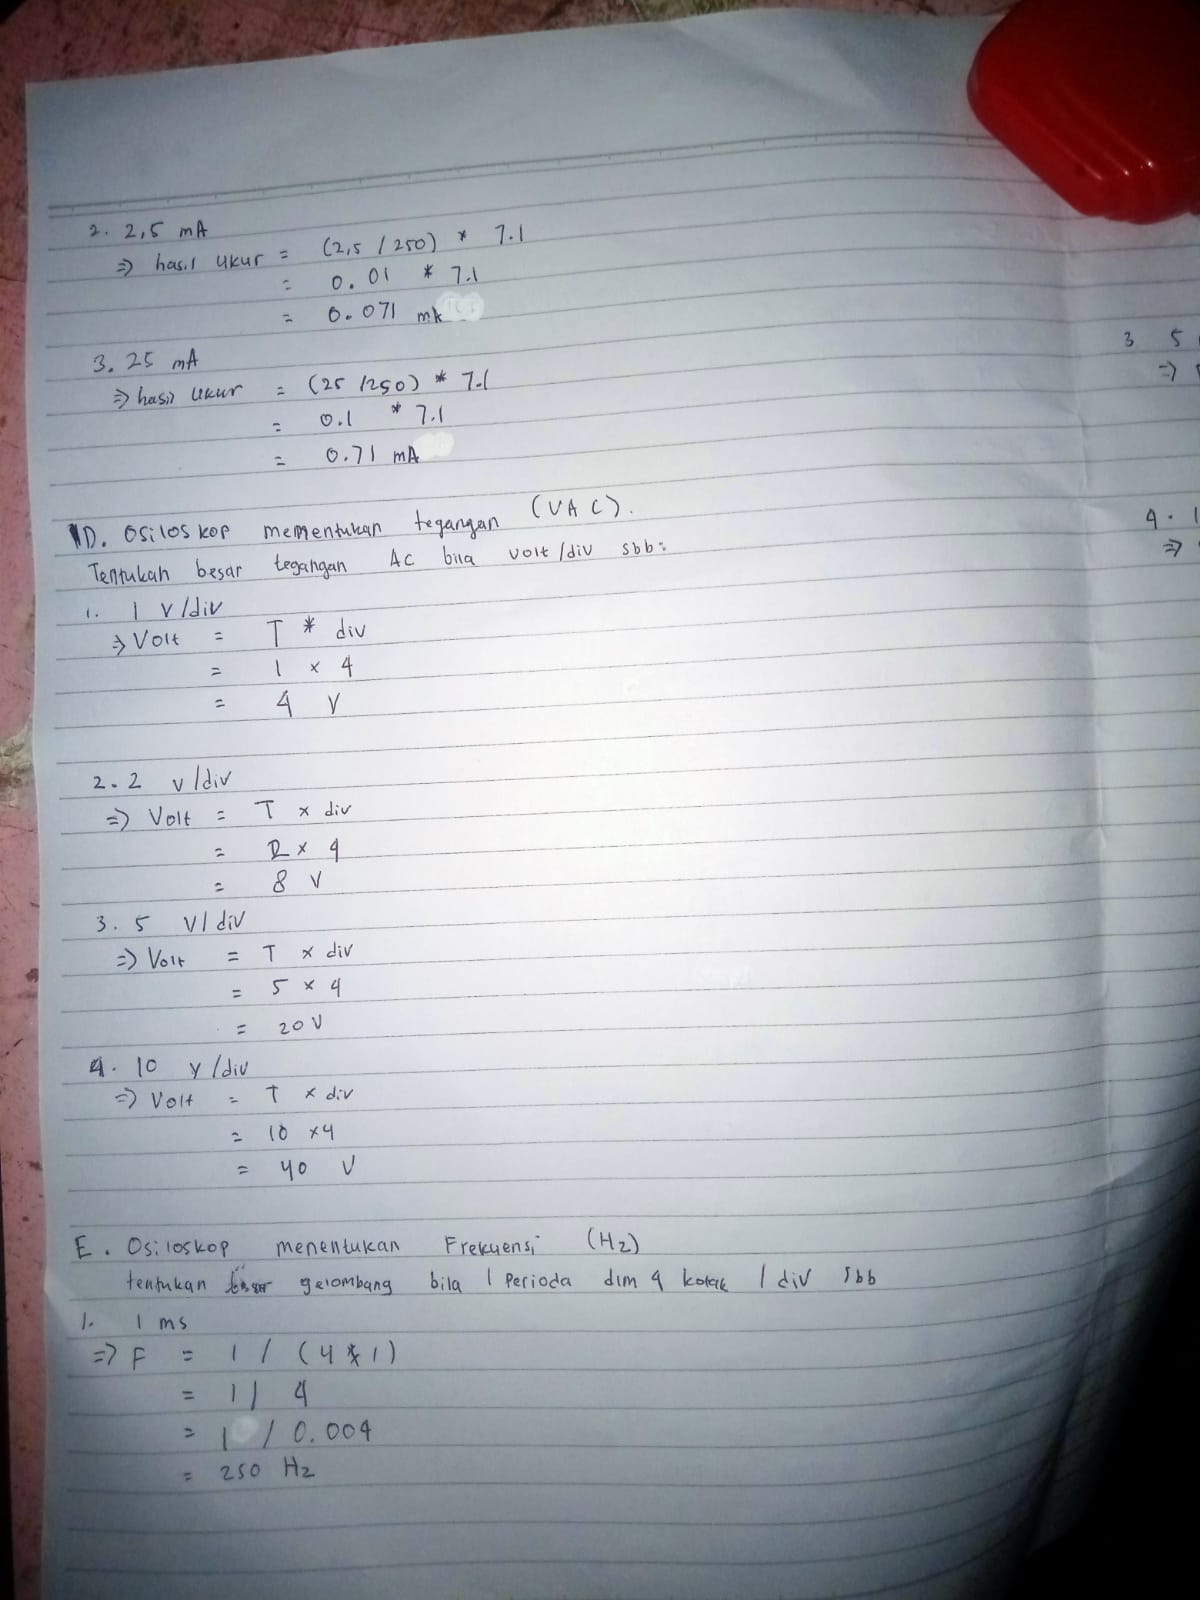 2. 2,5 mA
=> hasil ukur = (2,5 / 250) * 7.1
= 0.01 * 7.1
= 0.071 mA
3. 25 mA
=> hasil ukur = (25 / 250) * 7.1
= 0.1 * 7.1
= 0.71 mA
D. Osiloskop mementukan tegangan (VAC).
Tentukah besar tegangan AC bila volt/div sbb:
1. 1 v/div
=> Volt = T * div
= 1 x 4
= 4 V
2. 2 v/div
=> Volt = T x div
= 2 x 4
= 8 V
3. 5 V/div
=> Volt = T x div
= 5 x 4
= 20 V
4. 10 v/div
=> Volt = T x div
= 10 x 4
= 40 V
E. Osiloskop menentukan Frekuensi (Hz)
tentukan gelombang bila 1 Perioda dlm 4 kotak / div sbb
1. 1 ms
=> F = 1 / (4 * 1)
= 1 / 4
= 1 / 0.004
= 250 Hz
3 5
=>
4. 1
=>